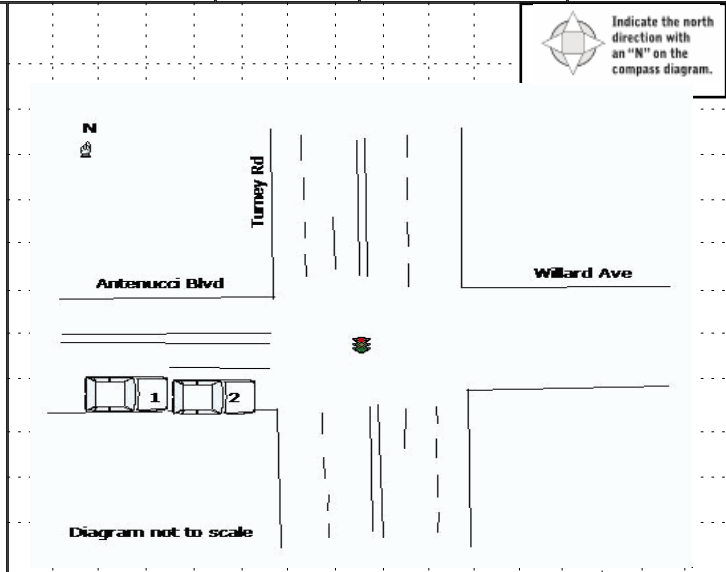 Indicate the north
direction with
an “N” on the
compass diagram.
N
Turney Rd
Antenucci Blvd
Willard Ave
1
2
Diagram not to scale